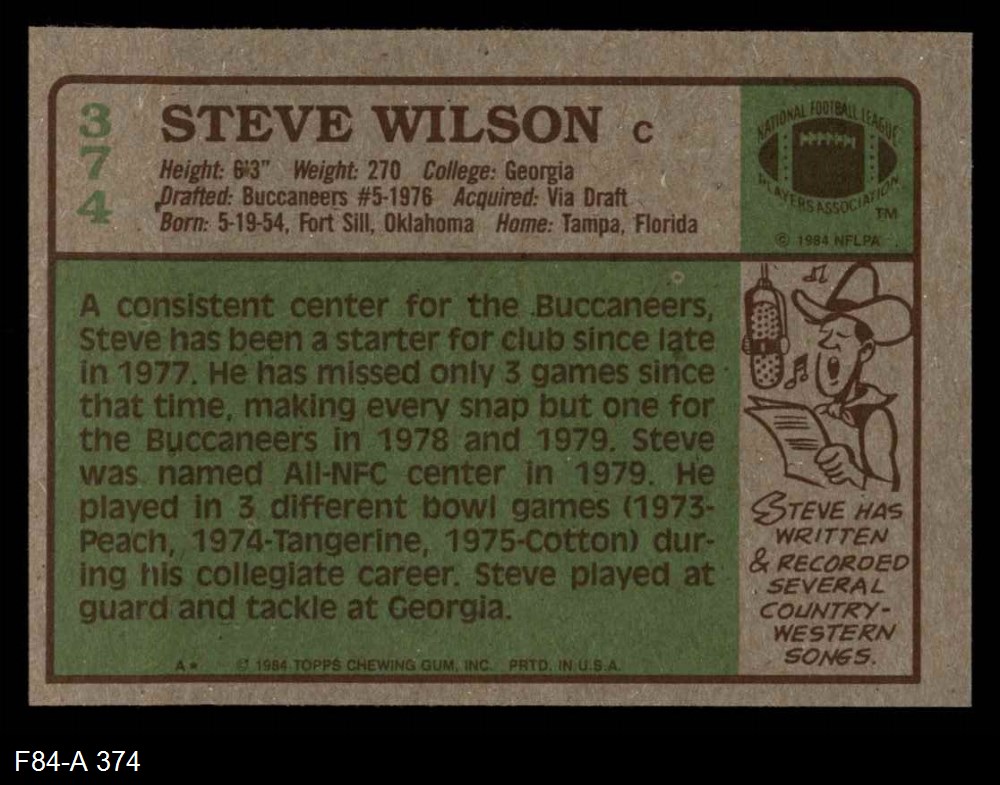 374
STEVE WILSON C
Height: 6'3" Weight: 270 College: Georgia
Drafted: Buccaneers #5-1976 Acquired: Via Draft
Born: 5-19-54, Fort Sill, Oklahoma Home: Tampa, Florida
NATIONAL FOOTBALL LEAGUE
PLAYERS ASSOCIATION
TM
© 1984 NFLPA
A consistent center for the Buccaneers,
Steve has been a starter for club since late
in 1977. He has missed only 3 games since
that time, making every snap but one for
the Buccaneers in 1978 and 1979. Steve
was named All-NFC center in 1979. He
played in 3 different bowl games (1973-
Peach, 1974-Tangerine, 1975-Cotton) dur-
ing his collegiate career. Steve played at
guard and tackle at Georgia.
STEVE HAS
WRITTEN
& RECORDED
SEVERAL
COUNTRY-
WESTERN
SONGS.
A* © 1984 TOPPS CHEWING GUM, INC. PRTD. IN U.S.A.
F84-A 374